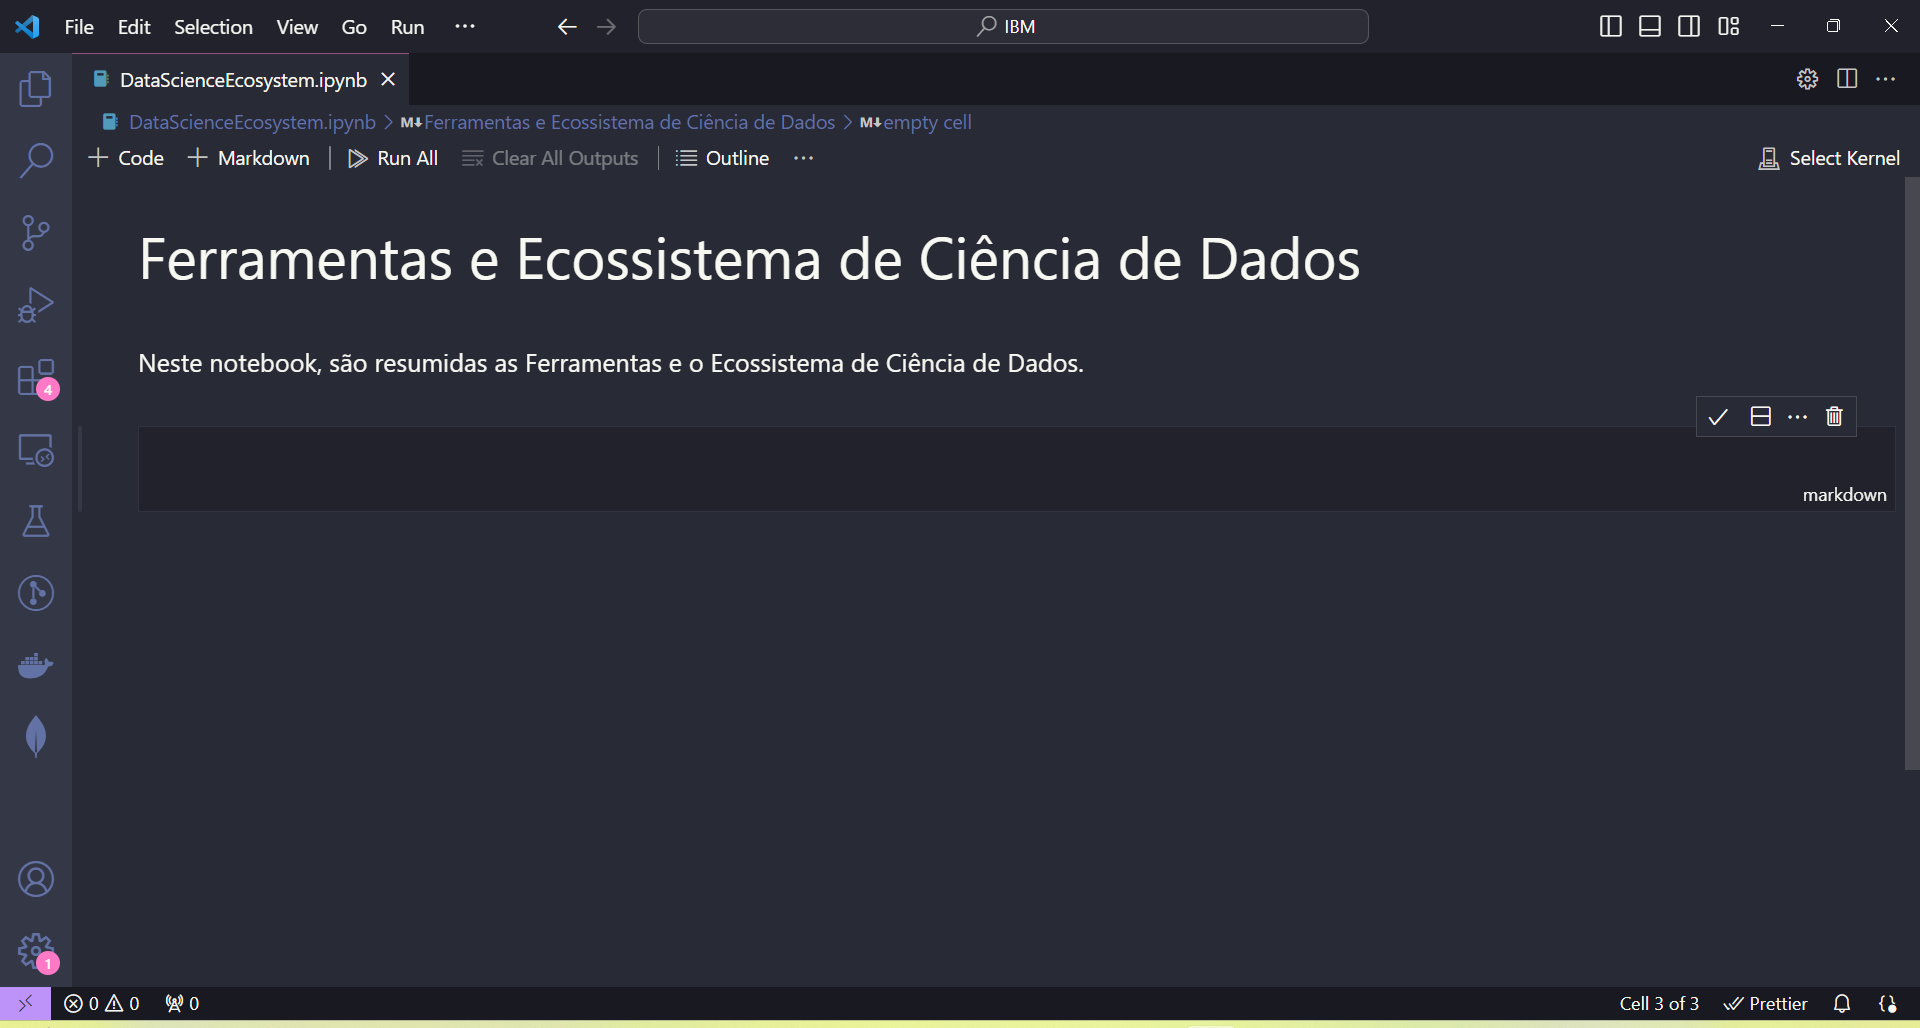 File Edit Selection View Go Run ···
IBM
DataScienceEcosystem.ipynb
DataScienceEcosystem.ipynb > M↓Ferramentas e Ecossistema de Ciência de Dados > M↓empty cell
+ Code + Markdown | Run All Clear All Outputs | Outline ···
Select Kernel
Ferramentas e Ecossistema de Ciência de Dados
Neste notebook, são resumidas as Ferramentas e o Ecossistema de Ciência de Dados.
4
markdown
1
0 0 0
Cell 3 of 3 Prettier